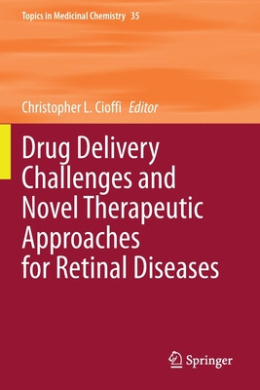 Topics in Medicinal Chemistry 35
Christopher L. Cioffi Editor
Drug Delivery
Challenges and
Novel Therapeutic
Approaches
for Retinal Diseases
Springer